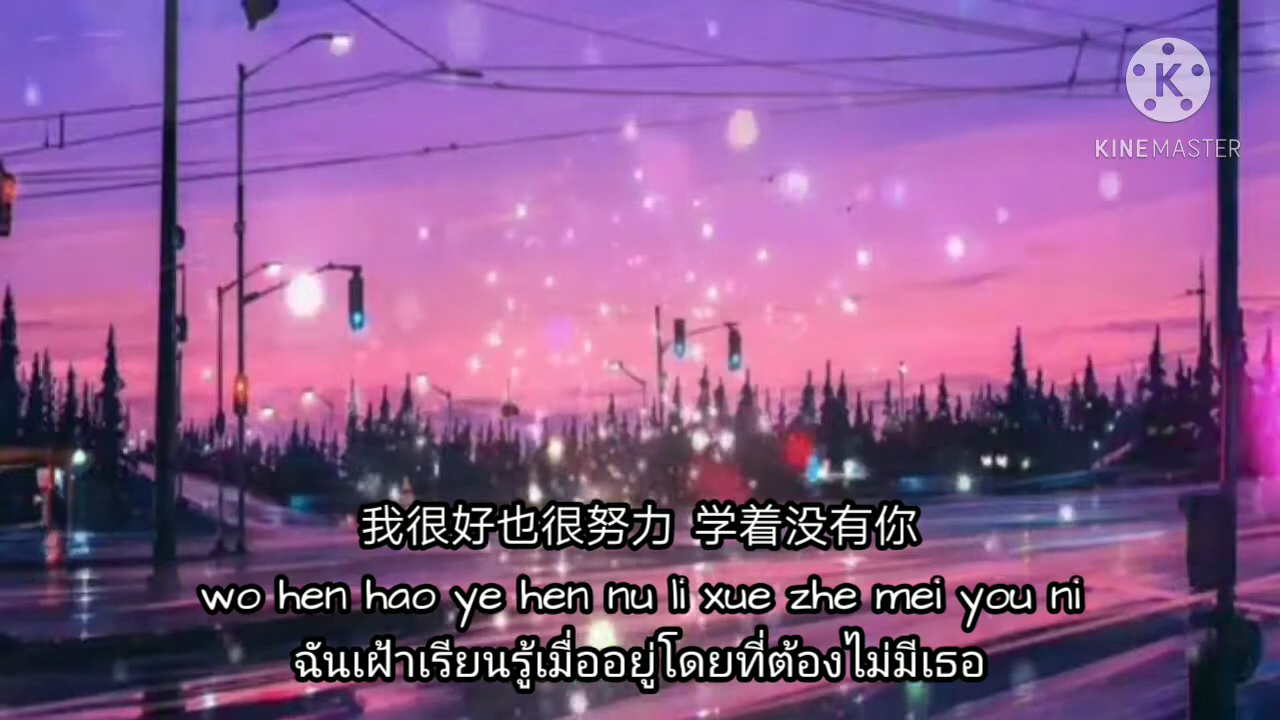 K
KINEMASTER
我很好也很努力 学着没有你
wo hen hao ye hen nu li xue zhe mei you ni
ฉันเฝ้าเรียนรู้เมื่ออยู่โดยที่ต้องไม่มีเธอ